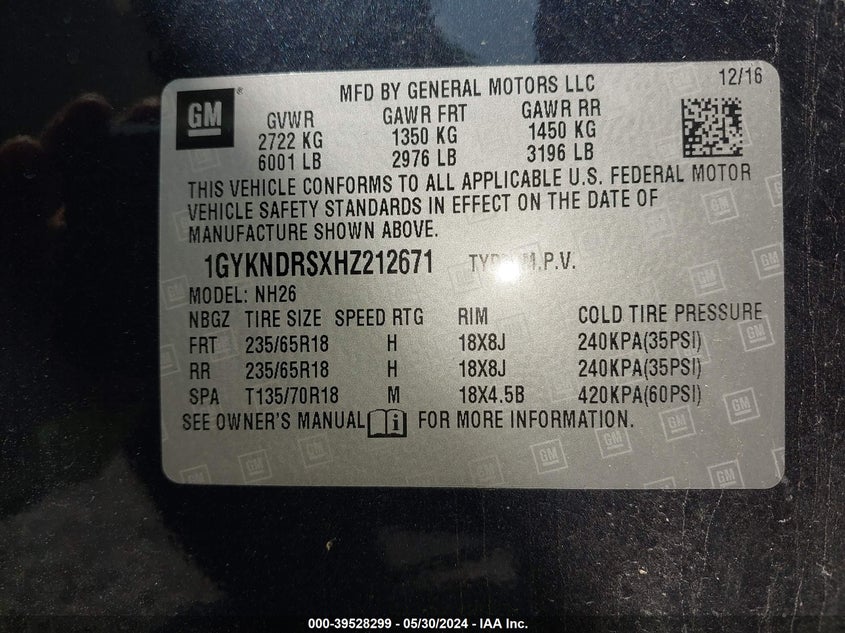 GM® MFD BY GENERAL MOTORS LLC 12/16
GVWR GAWR FRT GAWR RR
2722 KG 1350 KG 1450 KG
6001 LB 2976 LB 3196 LB
THIS VEHICLE CONFORMS TO ALL APPLICABLE U.S. FEDERAL MOTOR
VEHICLE SAFETY STANDARDS IN EFFECT ON THE DATE OF
MANUFACTURE SHOWN ABOVE.
1GYKNDRSXHZ212671 TYPE: M.P.V.
MODEL: NH26
NBGZ TIRE SIZE SPEED RTG RIM COLD TIRE PRESSURE
FRT 235/65R18 H 18X8J 240KPA(35PSI)
RR 235/65R18 H 18X8J 240KPA(35PSI)
SPA T135/70R18 M 18X4.5B 420KPA(60PSI)
SEE OWNER'S MANUAL i FOR MORE INFORMATION.
000-39528299 - 05/30/2024 - IAA Inc.